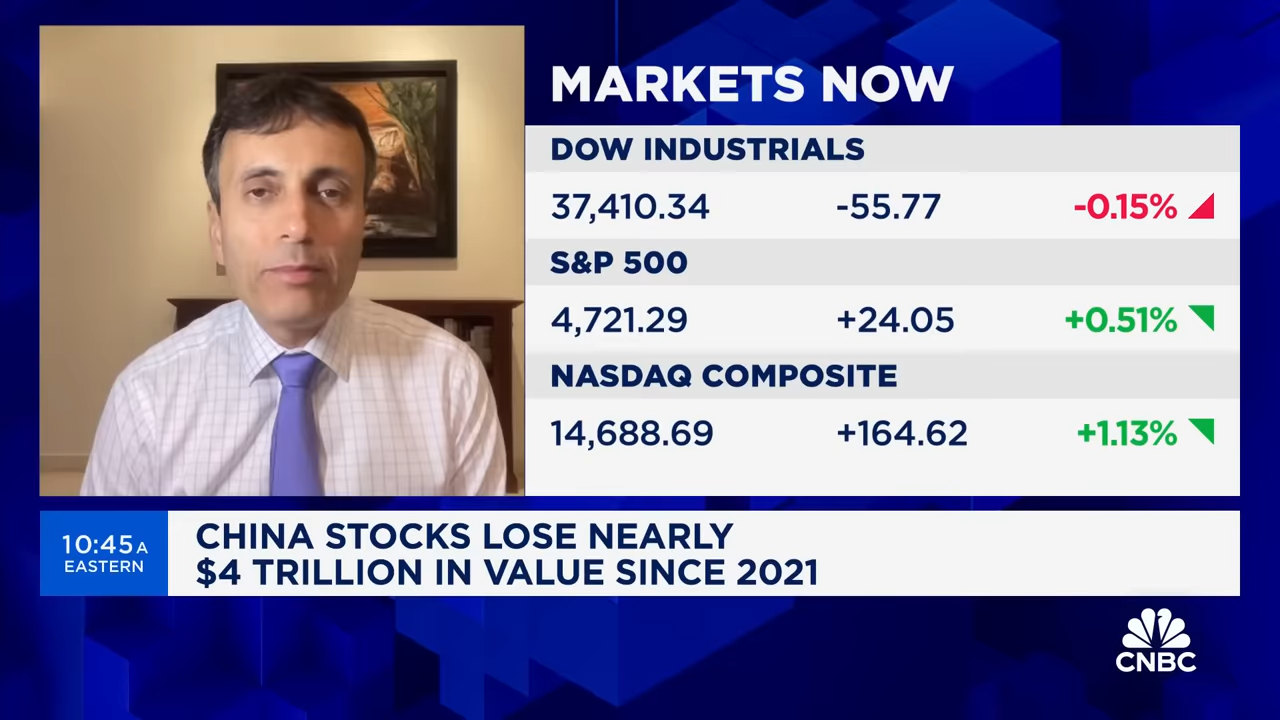 MARKETS NOW
DOW INDUSTRIALS
37,410.34 -55.77 -0.15%
S&P 500
4,721.29 +24.05 +0.51%
NASDAQ COMPOSITE
14,688.69 +164.62 +1.13%
10:45 A
EASTERN
CHINA STOCKS LOSE NEARLY
$4 TRILLION IN VALUE SINCE 2021
CNBC